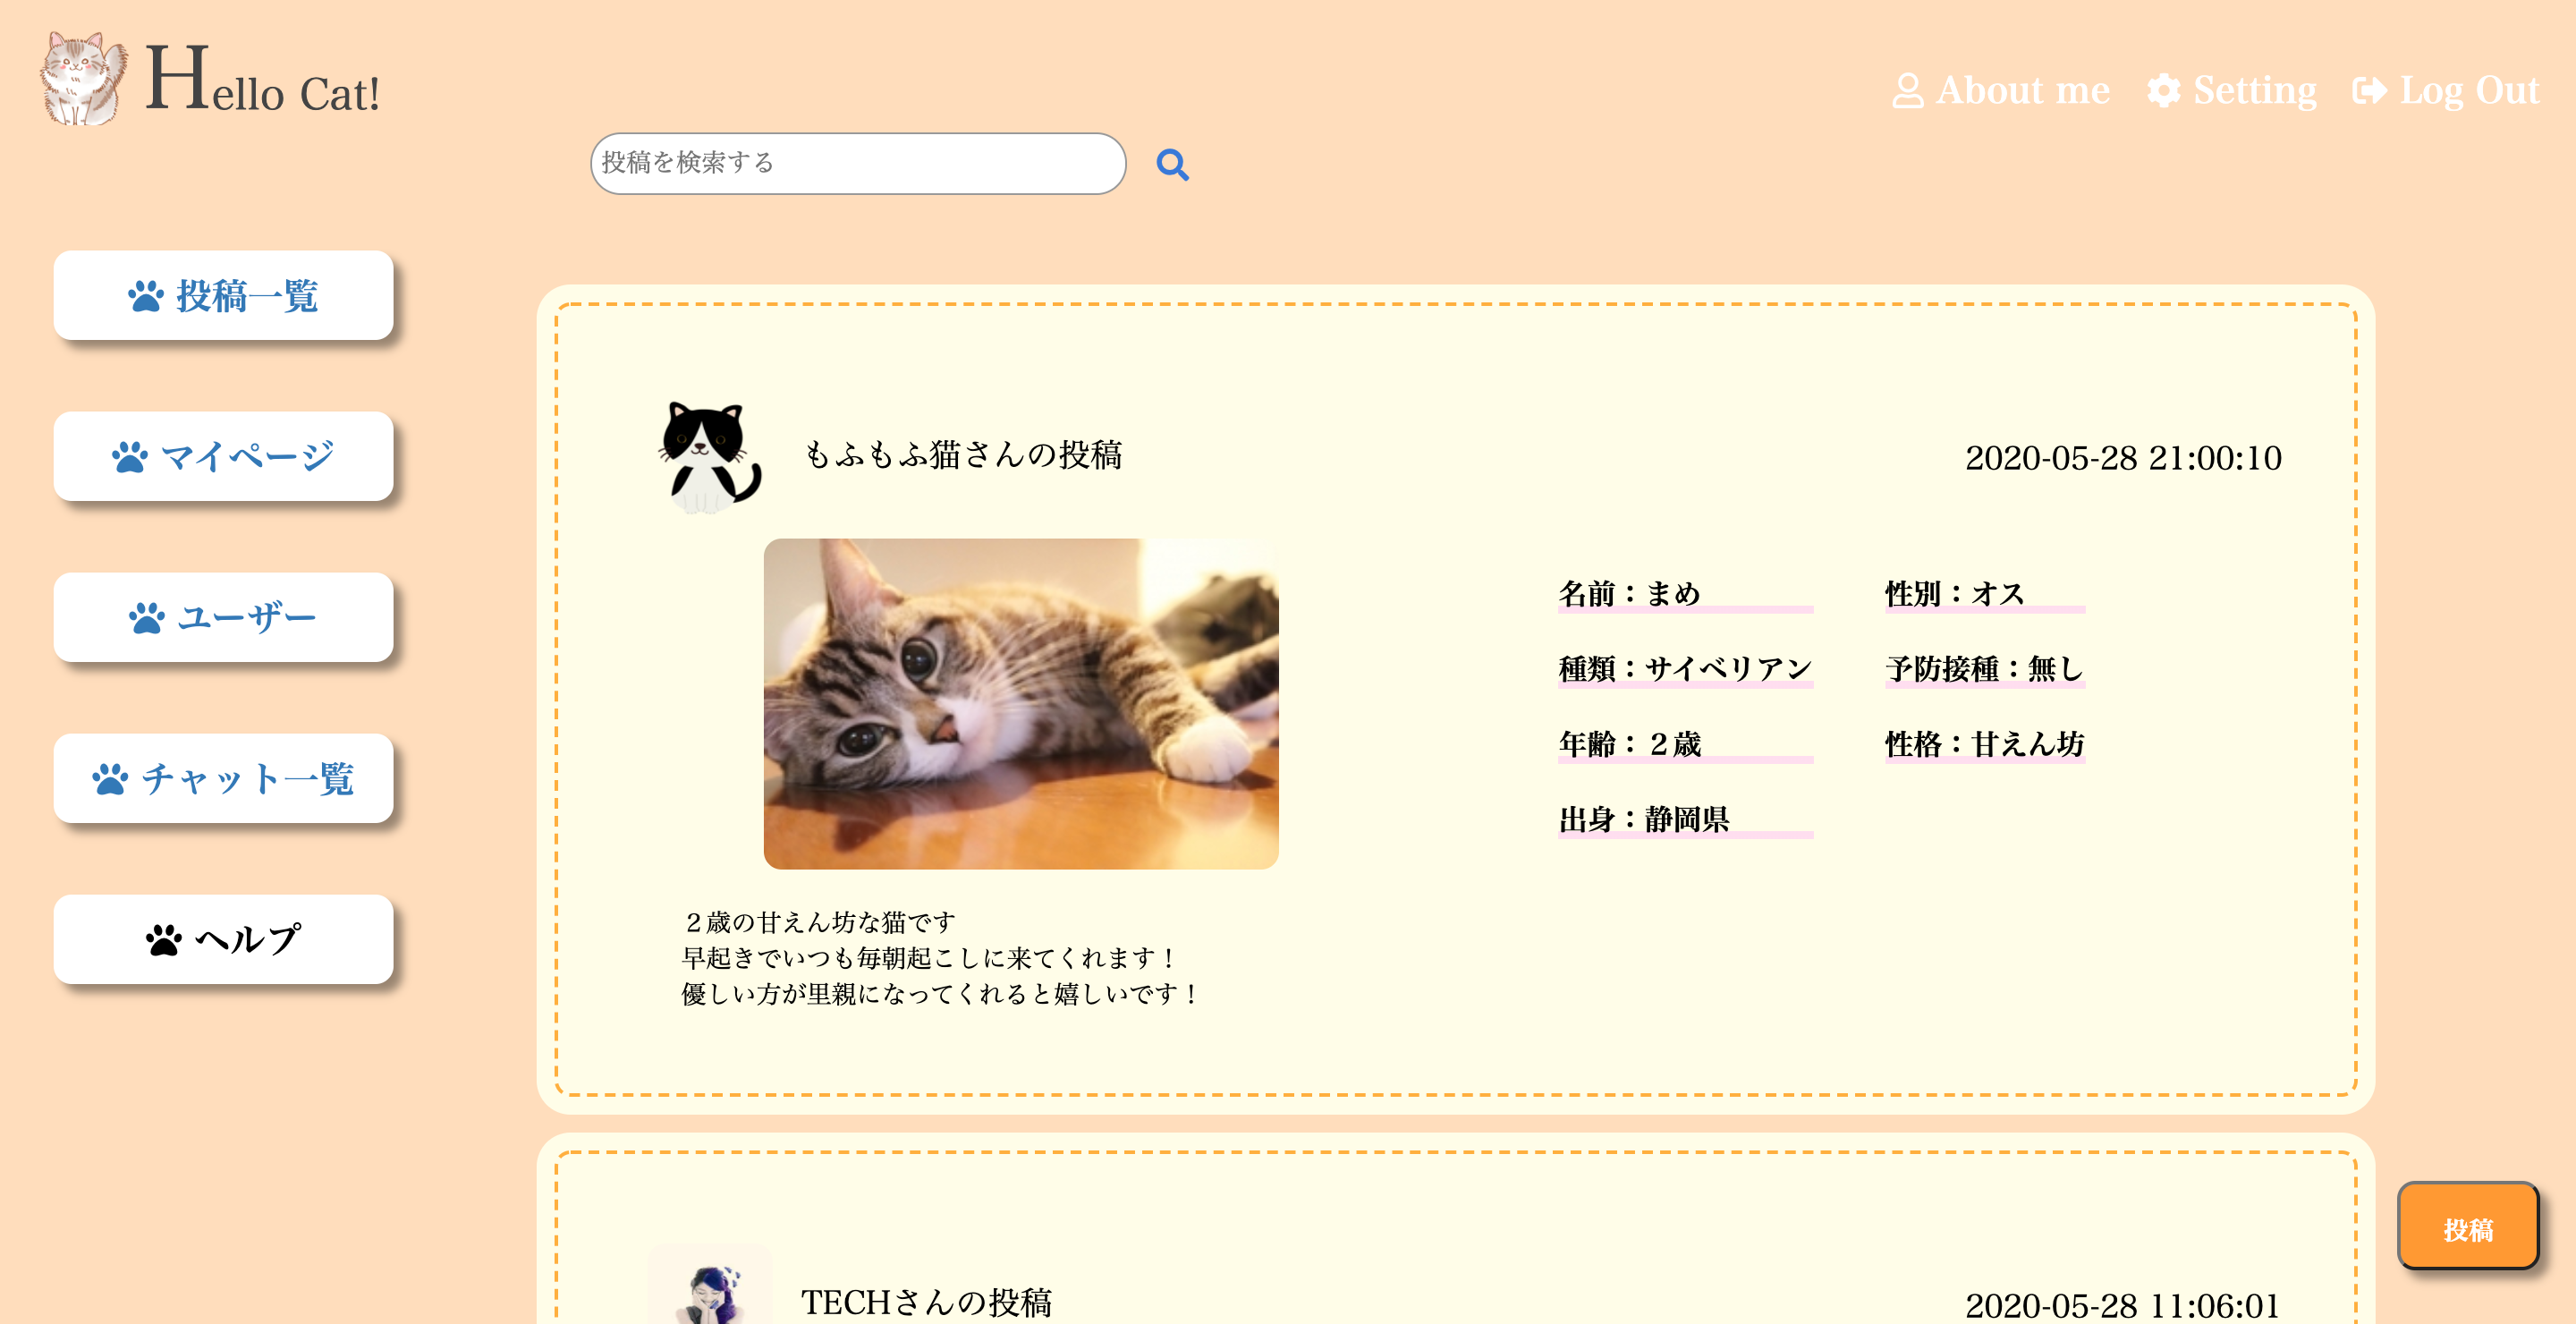 Hello Cat!
About me
Setting
Log Out
投稿を検索する
投稿一覧
マイページ
ユーザー
チャット一覧
ヘルプ
もふもふ猫さんの投稿
2020-05-28 21:00:10
名前：まめ
性別：オス
種類：サイベリアン
予防接種：無し
年齢：２歳
性格：甘えん坊
出身：静岡県
２歳の甘えん坊な猫です
早起きでいつも毎朝起こしに来てくれます！
優しい方が里親になってくれると嬉しいです！
TECHさんの投稿
2020-05-28 11:06:01
投稿